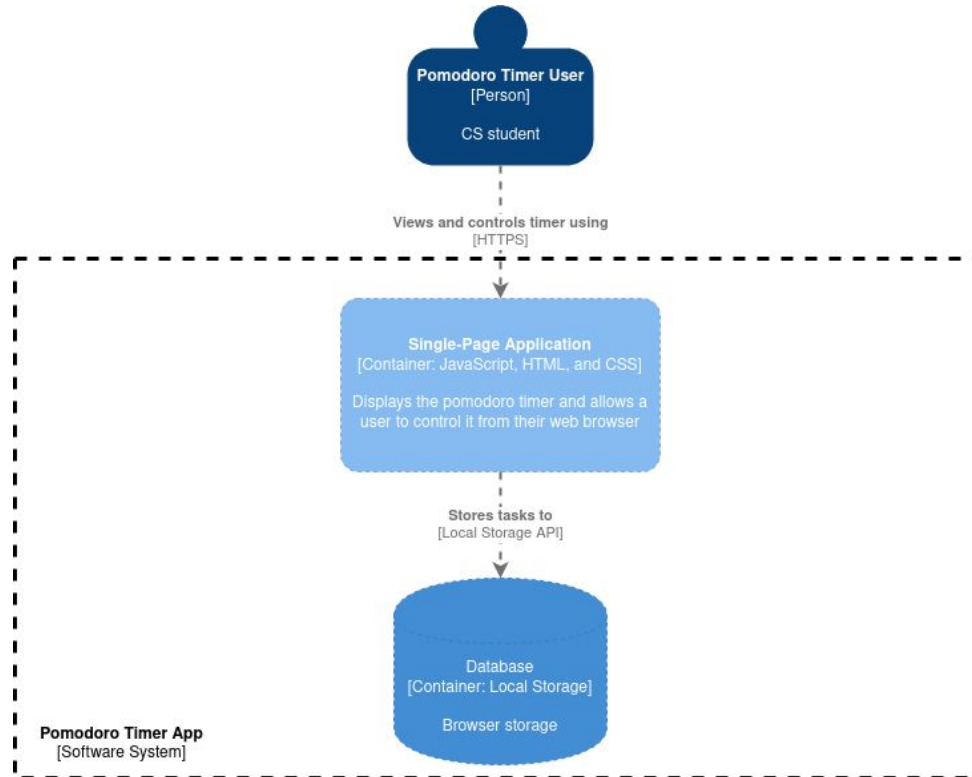 Pomodoro Timer User
[Person]
CS student
Views and controls timer using
[HTTPS]
Single-Page Application
[Container: JavaScript, HTML, and CSS]
Displays the pomodoro timer and allows a
user to control it from their web browser
Stores tasks to
[Local Storage API]
Database
[Container: Local Storage]
Browser storage
Pomodoro Timer App
[Software System]